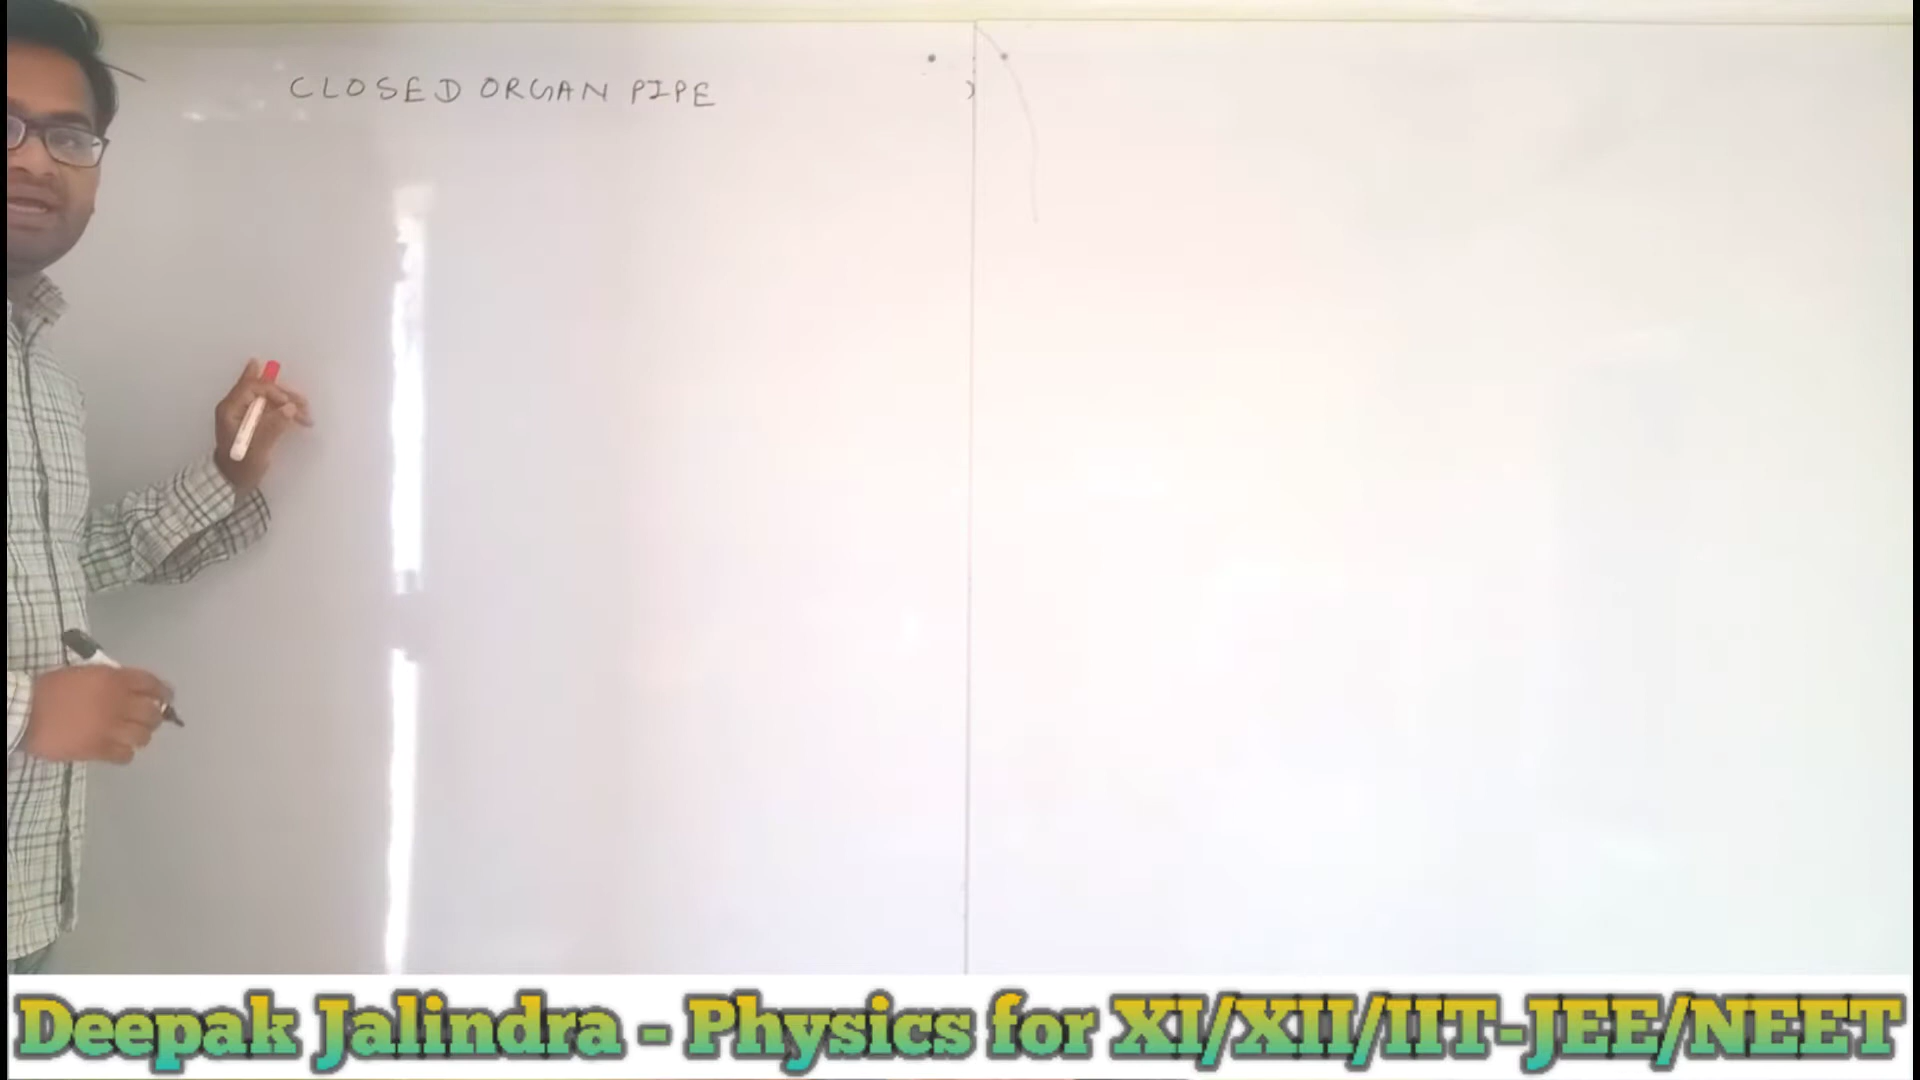 CLOSED ORGAN PIPE
Deepak Jalindra - Physics for XI/XII/IIT-JEE/NEET